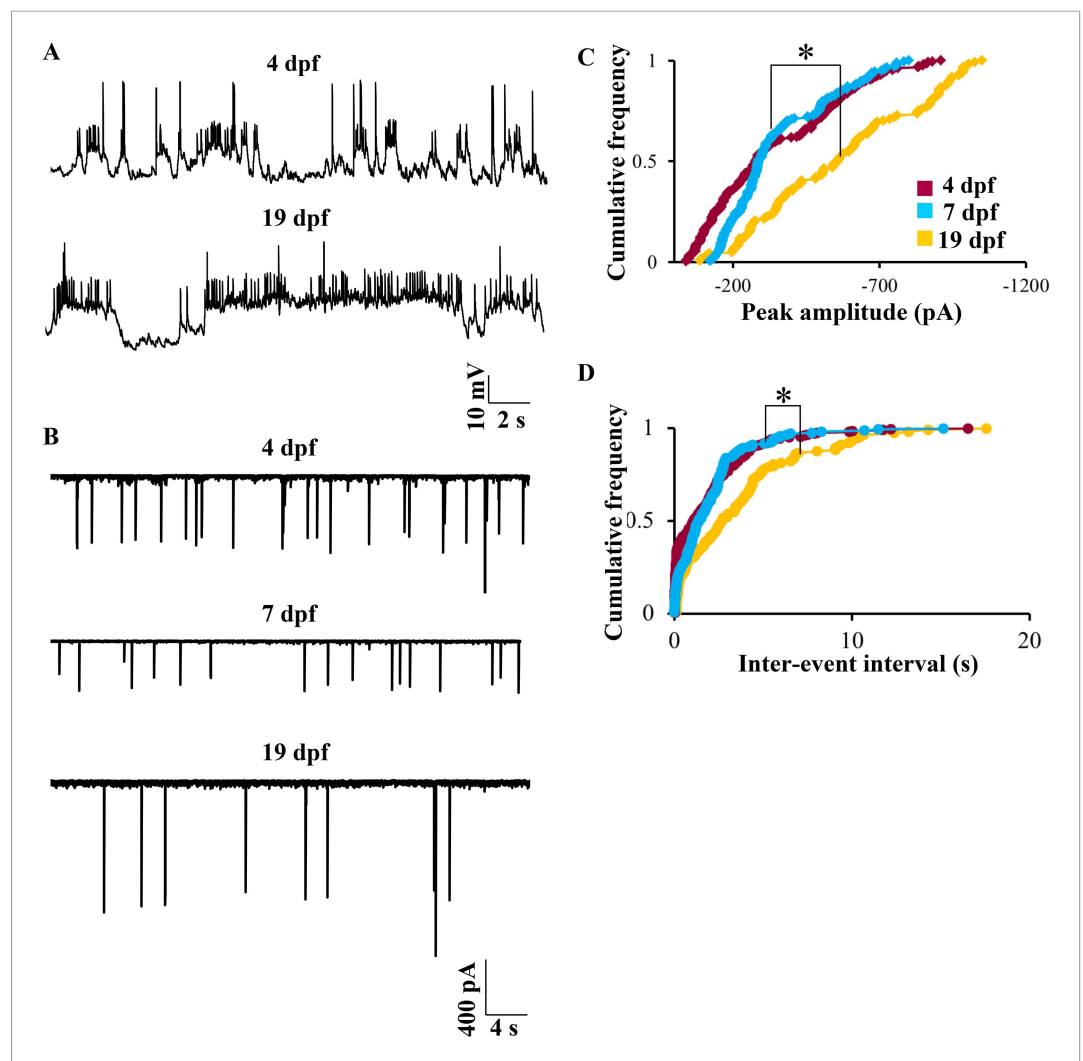 A
4 dpf
19 dpf
10 mV
2 s
B
4 dpf
7 dpf
19 dpf
400 pA
4 s
C
*
Cumulative frequency
1
0.5
0
4 dpf
7 dpf
19 dpf
-200
-700
-1200
Peak amplitude (pA)
D
*
Cumulative frequency
1
0.5
0
0
10
20
Inter-event interval (s)